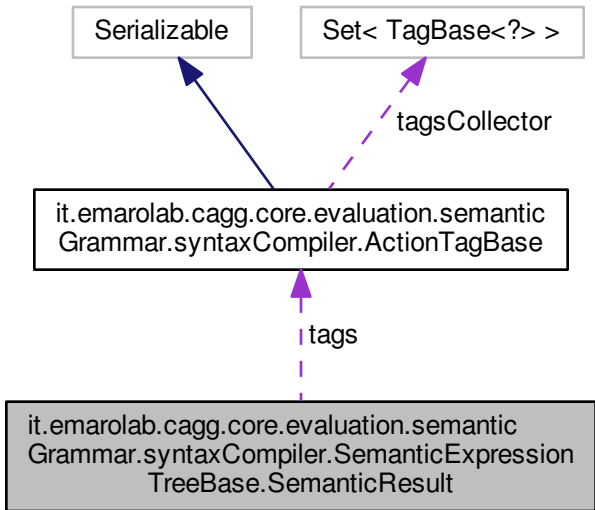 Serializable
Set< TagBase<?> >
tagsCollector
it.emarolab.cagg.core.evaluation.semantic
Grammar.syntaxCompiler.ActionTagBase
tags
it.emarolab.cagg.core.evaluation.semantic
Grammar.syntaxCompiler.SemanticExpression
TreeBase.SemanticResult